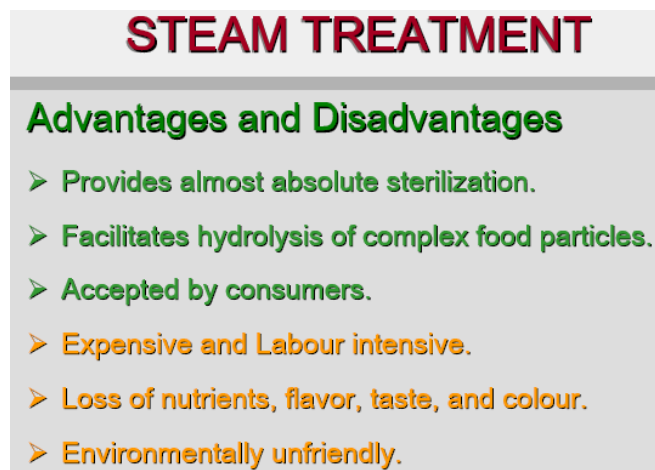 STEAM TREATMENT
Advantages and Disadvantages
➢ Provides almost absolute sterilization.
➢ Facilitates hydrolysis of complex food particles.
➢ Accepted by consumers.
➢ Expensive and Labour intensive.
➢ Loss of nutrients, flavor, taste, and colour.
➢ Environmentally unfriendly.